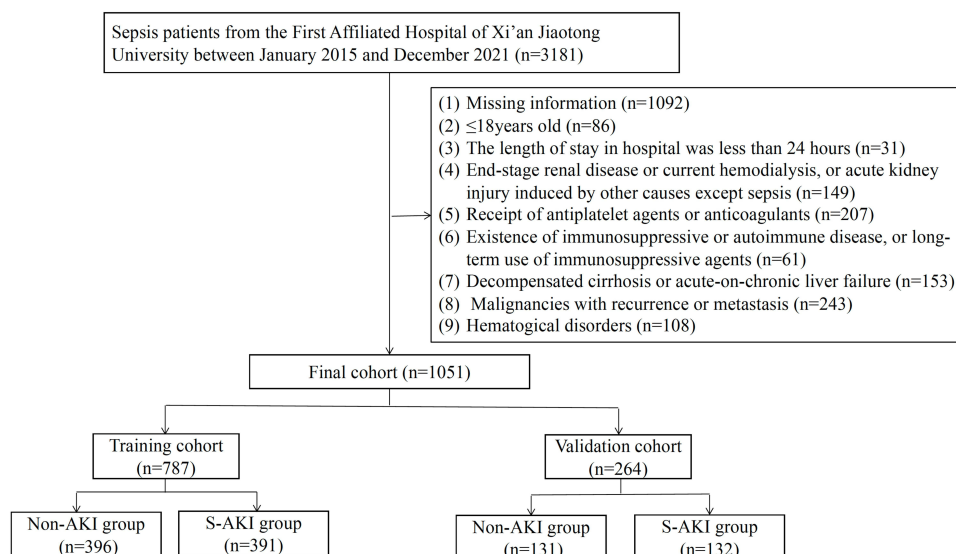 Sepsis patients from the First Affiliated Hospital of Xi’an Jiaotong
University between January 2015 and December 2021 (n=3181)
(1) Missing information (n=1092)
(2) ≤18years old (n=86)
(3) The length of stay in hospital was less than 24 hours (n=31)
(4) End-stage renal disease or current hemodialysis, or acute kidney
injury induced by other causes except sepsis (n=149)
(5) Receipt of antiplatelet agents or anticoagulants (n=207)
(6) Existence of immunosuppressive or autoimmune disease, or long-
term use of immunosuppressive agents (n=61)
(7) Decompensated cirrhosis or acute-on-chronic liver failure (n=153)
(8) Malignancies with recurrence or metastasis (n=243)
(9) Hematogical disorders (n=108)
Final cohort (n=1051)
Training cohort
(n=787)
Validation cohort
(n=264)
Non-AKI group
(n=396)
S-AKI group
(n=391)
Non-AKI group
(n=131)
S-AKI group
(n=132)